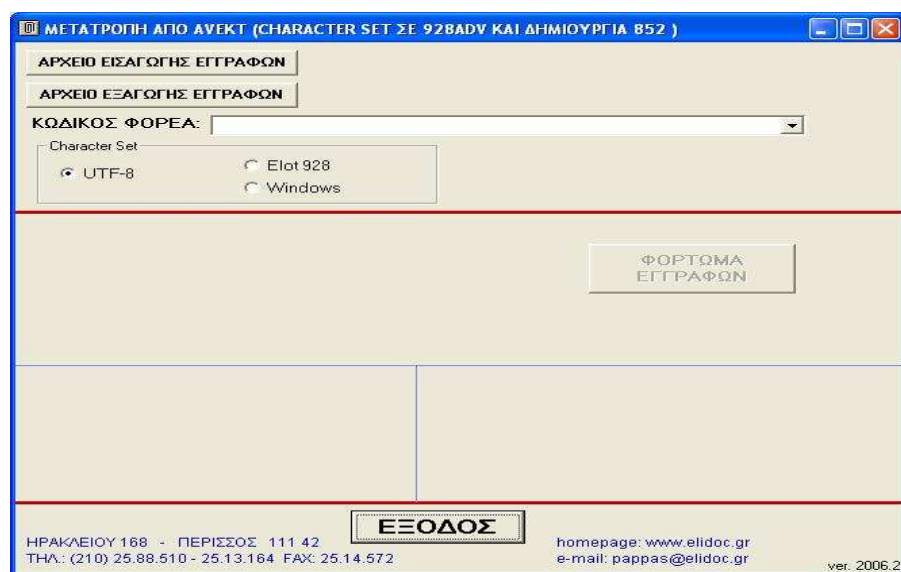 ΜΕΤΑΤΡΟΠΗ ΑΠΟ AVEKT (CHARACTER SET ΣΕ 928ADV ΚΑΙ ΔΗΜΙΟΥΡΓΙΑ 852 )
ΑΡΧΕΙΟ ΕΙΣΑΓΩΓΗΣ ΕΓΓΡΑΦΩΝ
ΑΡΧΕΙΟ ΕΞΑΓΩΓΗΣ ΕΓΓΡΑΦΩΝ
ΚΩΔΙΚΟΣ ΦΟΡΕΑ:
Character Set
UTF-8
Elot 928
Windows
ΦΟΡΤΩΜΑ
ΕΓΓΡΑΦΩΝ
ΕΞΟΔΟΣ
ΗΡΑΚΛΕΙΟΥ 168 - ΠΕΡΙΣΣΟΣ 111 42
ΤΗΛ.: (210) 25.88.510 - 25.13.164 FAX: 25.14.572
homepage: www.elidoc.gr
e-mail: pappas@elidoc.gr
ver. 2006.2